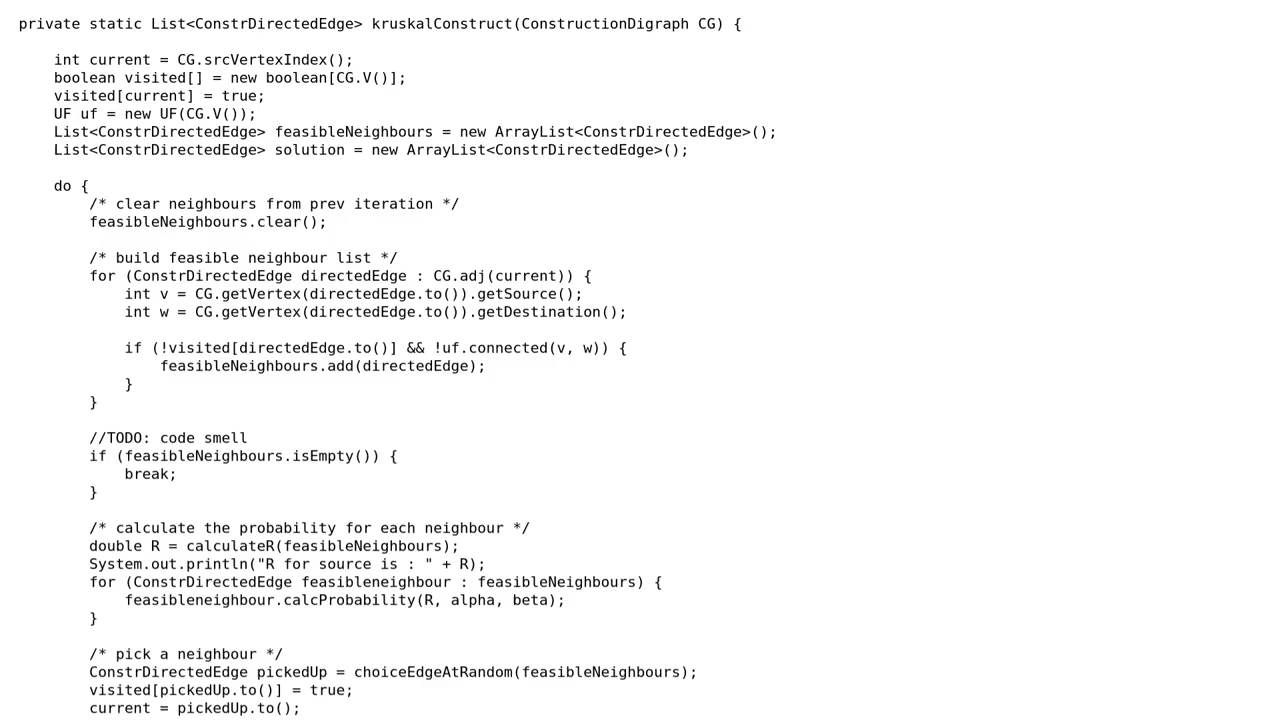 private static List<ConstrDirectedEdge> kruskalConstruct(ConstructionDigraph CG) {
int current = CG.srcVertexIndex();
boolean visited[] = new boolean[CG.V()];
visited[current] = true;
UF uf = new UF(CG.V());
List<ConstrDirectedEdge> feasibleNeighbours = new ArrayList<ConstrDirectedEdge>();
List<ConstrDirectedEdge> solution = new ArrayList<ConstrDirectedEdge>();
do {
/* clear neighbours from prev iteration */
feasibleNeighbours.clear();
/* build feasible neighbour list */
for (ConstrDirectedEdge directedEdge : CG.adj(current)) {
int v = CG.getVertex(directedEdge.to()).getSource();
int w = CG.getVertex(directedEdge.to()).getDestination();
if (!visited[directedEdge.to()] && !uf.connected(v, w)) {
feasibleNeighbours.add(directedEdge);
}
}
//TODO: code smell
if (feasibleNeighbours.isEmpty()) {
break;
}
/* calculate the probability for each neighbour */
double R = calculateR(feasibleNeighbours);
System.out.println("R for source is : " + R);
for (ConstrDirectedEdge feasibleneighbour : feasibleNeighbours) {
feasibleneighbour.calcProbability(R, alpha, beta);
}
/* pick a neighbour */
ConstrDirectedEdge pickedUp = choiceEdgeAtRandom(feasibleNeighbours);
visited[pickedUp.to()] = true;
current = pickedUp.to();